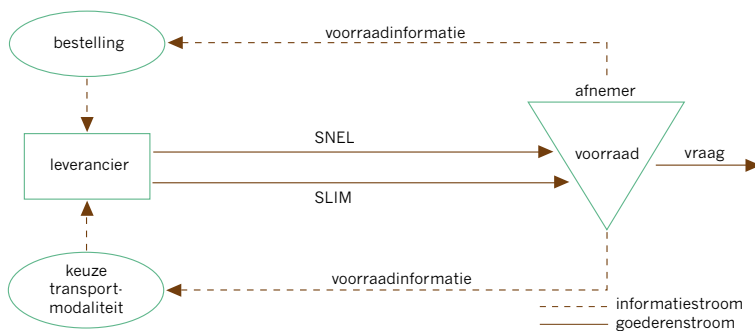 bestelling
voorraadinformatie
afnemer
leverancier
SNEL
SLIM
voorraad
vraag
keuze
transport-
modaliteit
voorraadinformatie
informatiestroom
goederenstroom